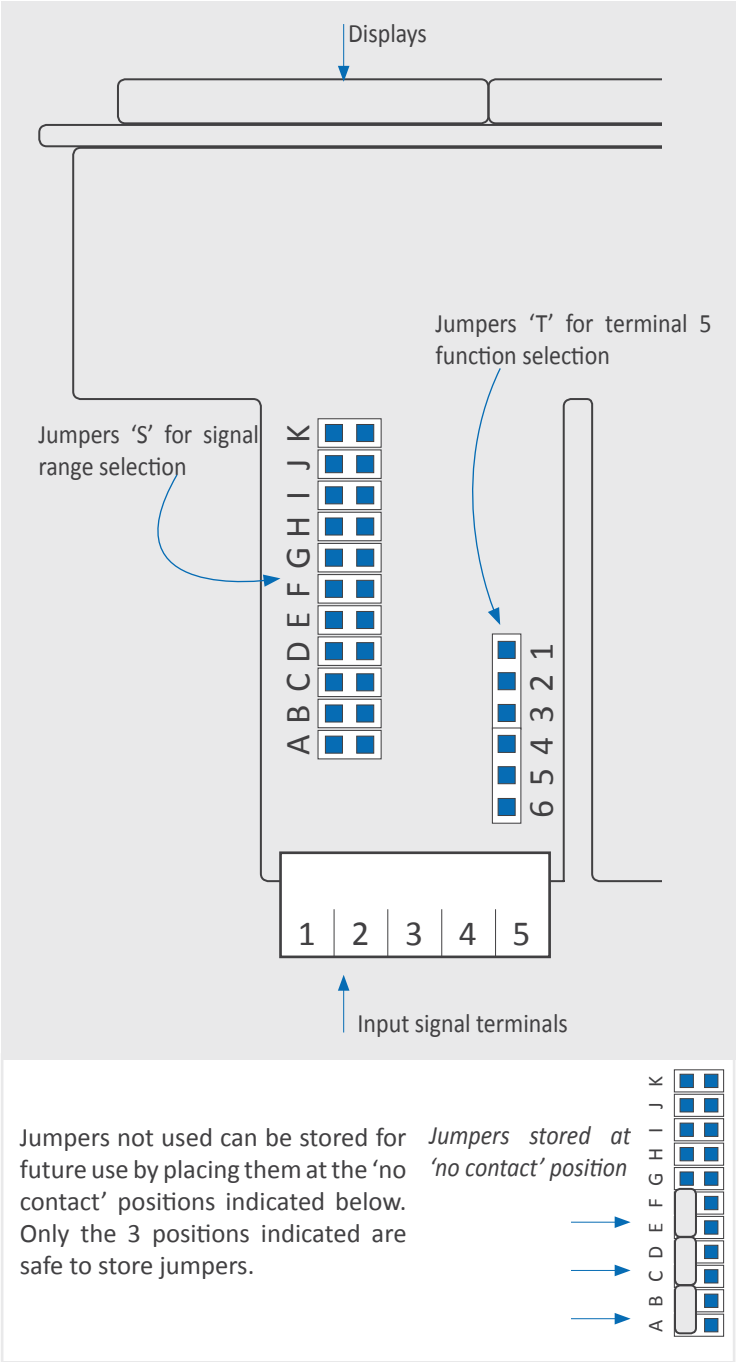 Displays
Jumpers ‘T’ for terminal 5
function selection
Jumpers ‘S’ for signal
range selection
K
J
I
H
G
F
E
D
C
B
A
1
2
3
4
5
6
1 2 3 4 5
Input signal terminals
Jumpers not used can be stored for
future use by placing them at the ‘no
contact’ positions indicated below.
Only the 3 positions indicated are
safe to store jumpers.
Jumpers stored at
‘no contact’ position
K
J
I
H
G
F
E
D
C
B
A